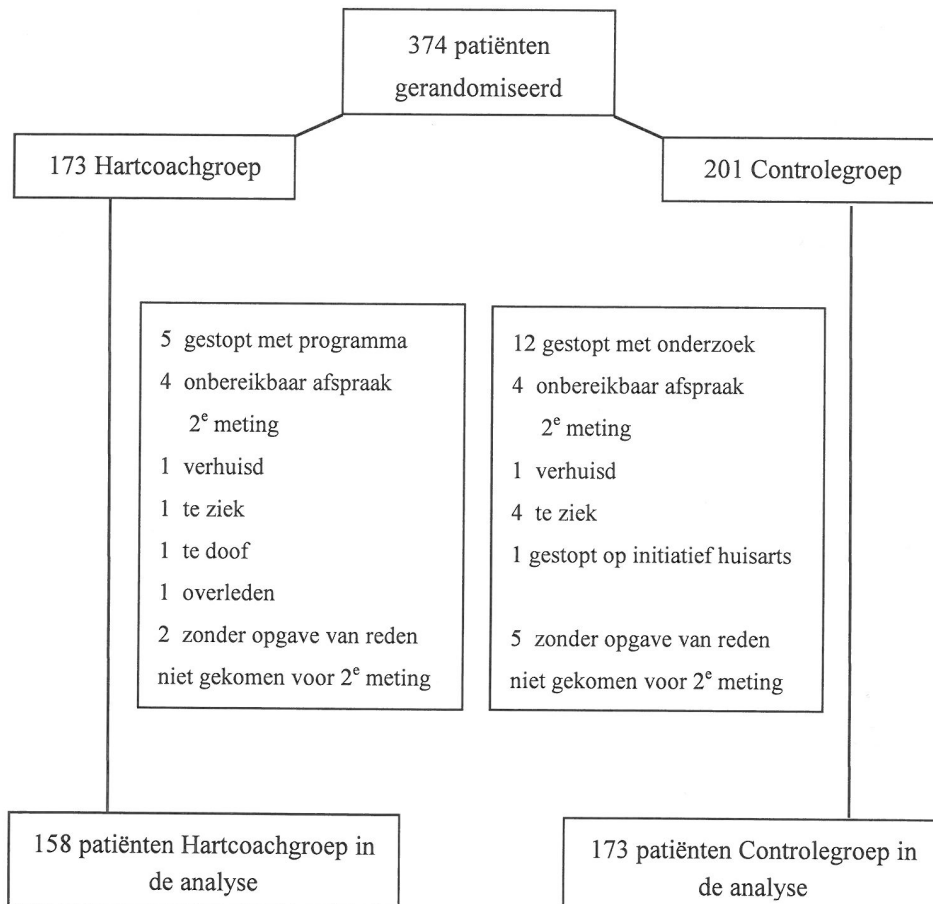 374 patiënten
gerandomiseerd
173 Hartcoachgroep
201 Controlegroep
5 gestopt met programma
4 onbereikbaar afspraak
2e meting
1 verhuisd
1 te ziek
1 te doof
1 overleden
2 zonder opgave van reden
niet gekomen voor 2e meting
12 gestopt met onderzoek
4 onbereikbaar afspraak
2e meting
1 verhuisd
4 te ziek
1 gestopt op initiatief huisarts
5 zonder opgave van reden
niet gekomen voor 2e meting
158 patiënten Hartcoachgroep in
de analyse
173 patiënten Controlegroep in
de analyse